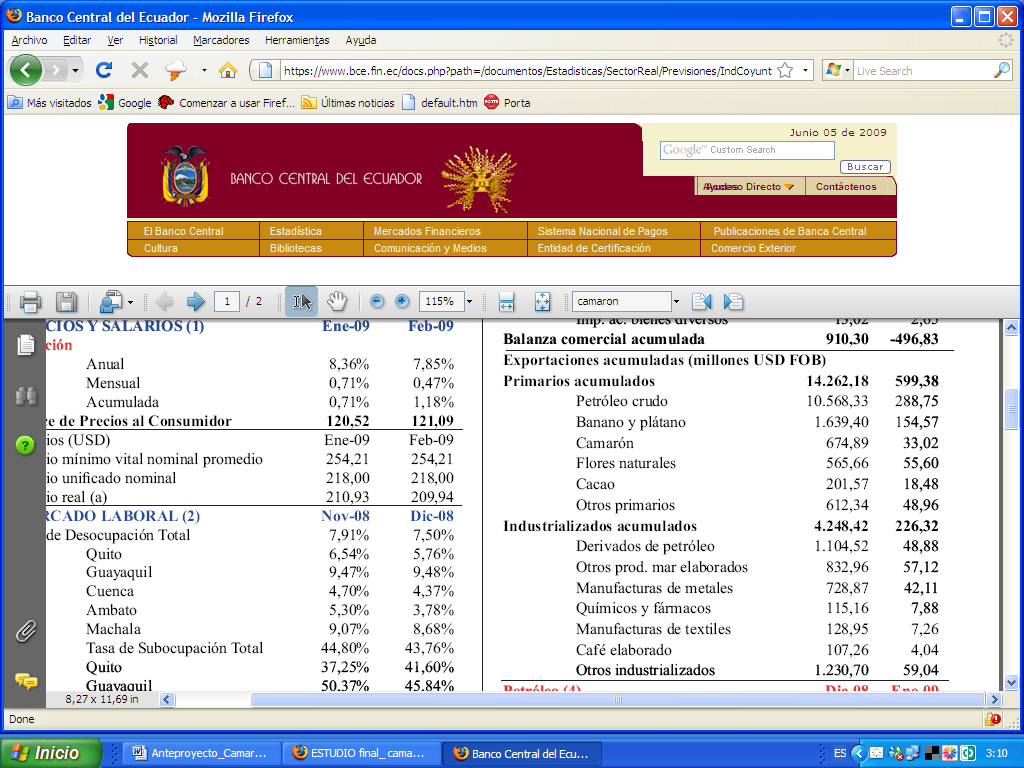 Banco Central del Ecuador - Mozilla Firefox
Archivo Editar Ver Historial Marcadores Herramientas Ayuda
https://www.bce.fin.ec/docs.php?path=/documentos/Estadisticas/SectorReal/Previsiones/IndCoyunt
Live Search
Más visitados Google Comenzar a usar Firef... Últimas noticias default.htm Porta
Junio 05 de 2009
Google™ Custom Search
Buscar
BANCO CENTRAL DEL ECUADOR
Acceso Directo Contáctenos
El Banco Central Estadística Mercados Financieros Sistema Nacional de Pagos Publicaciones de Banca Central
Cultura Bibliotecas Comunicación y Medios Entidad de Certificación Comercio Exterior
1 / 2 115% camaron
CIOS Y SALARIOS (1) Ene-09 Feb-09
ción
Anual 8,36% 7,85%
Mensual 0,71% 0,47%
Acumulada 0,71% 1,18%
ce de Precios al Consumidor 120,52 121,09
ios (USD) Ene-09 Feb-09
io mínimo vital nominal promedio 254,21 254,21
io unificado nominal 218,00 218,00
io real (a) 210,93 209,94
RCADO LABORAL (2) Nov-08 Dic-08
de Desocupación Total 7,91% 7,50%
Quito 6,54% 5,76%
Guayaquil 9,47% 9,48%
Cuenca 4,70% 4,37%
Ambato 5,30% 3,78%
Machala 9,07% 8,68%
Tasa de Subocupación Total 44,80% 43,76%
Quito 37,25% 41,60%
Guayaquil 50,37% 45,84%
Imp. ac. bienes diversos 13,02 2,65
Balanza comercial acumulada 910,30 -496,83
Exportaciones acumuladas (millones USD FOB)
Primarios acumulados 14.262,18 599,38
Petróleo crudo 10.568,33 288,75
Banano y plátano 1.639,40 154,57
Camarón 674,89 33,02
Flores naturales 565,66 55,60
Cacao 201,57 18,48
Otros primarios 612,34 48,96
Industrializados acumulados 4.248,42 226,32
Derivados de petróleo 1.104,52 48,88
Otros prod. mar elaborados 832,96 57,12
Manufacturas de metales 728,87 42,11
Químicos y fármacos 115,16 7,88
Manufacturas de textiles 128,95 7,26
Café elaborado 107,26 4,04
Otros industrializados 1.230,70 59,04
Petróleo (4) Dic-08 Ene-09
8,27 x 11,69 in
Done
Inicio Anteproyecto_Camar... ESTUDIO final_ cama... Banco Central del Ecu... ES 3:10